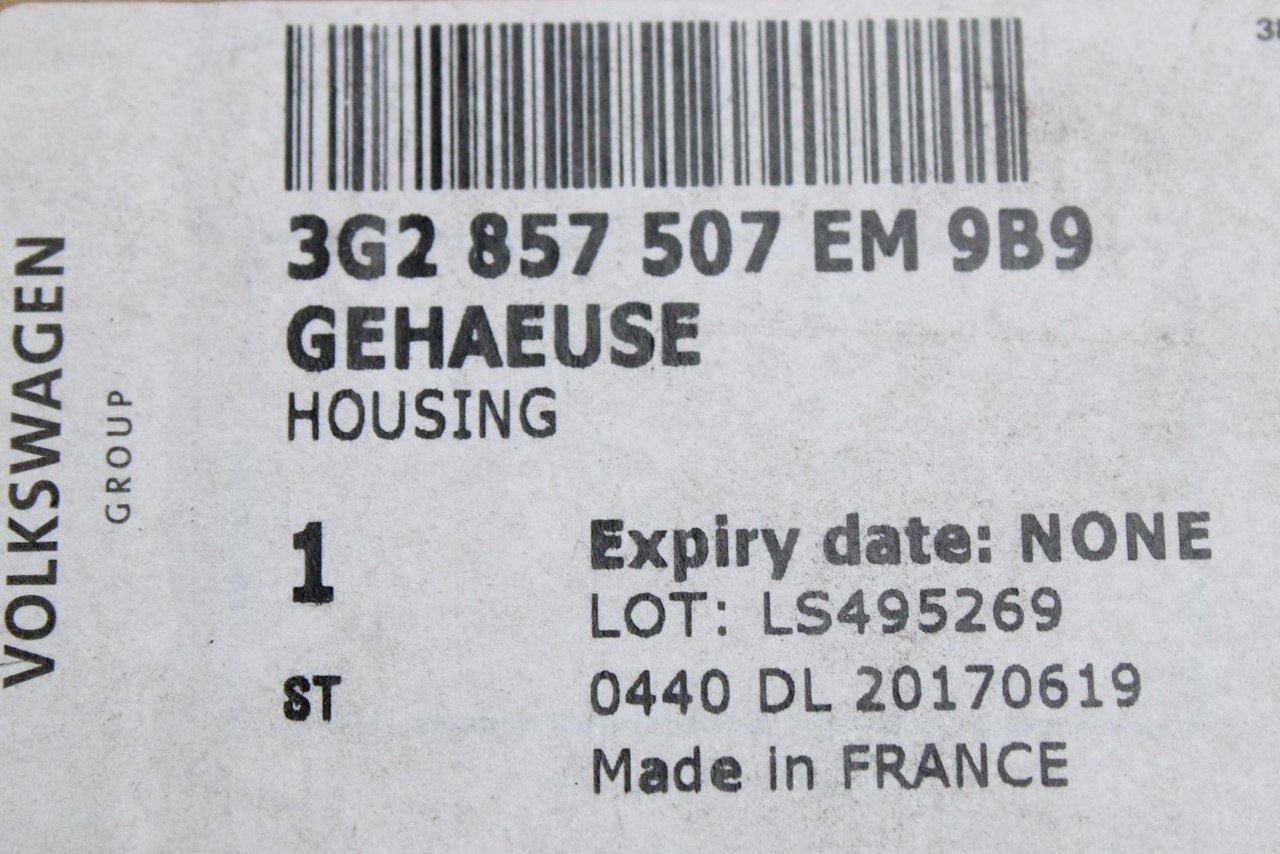 VOLKSWAGEN
GROUP
3G2 857 507 EM 9B9
GEHAEUSE
HOUSING
1
ST
Expiry date: NONE
LOT: LS495269
0440 DL 20170619
Made in FRANCE